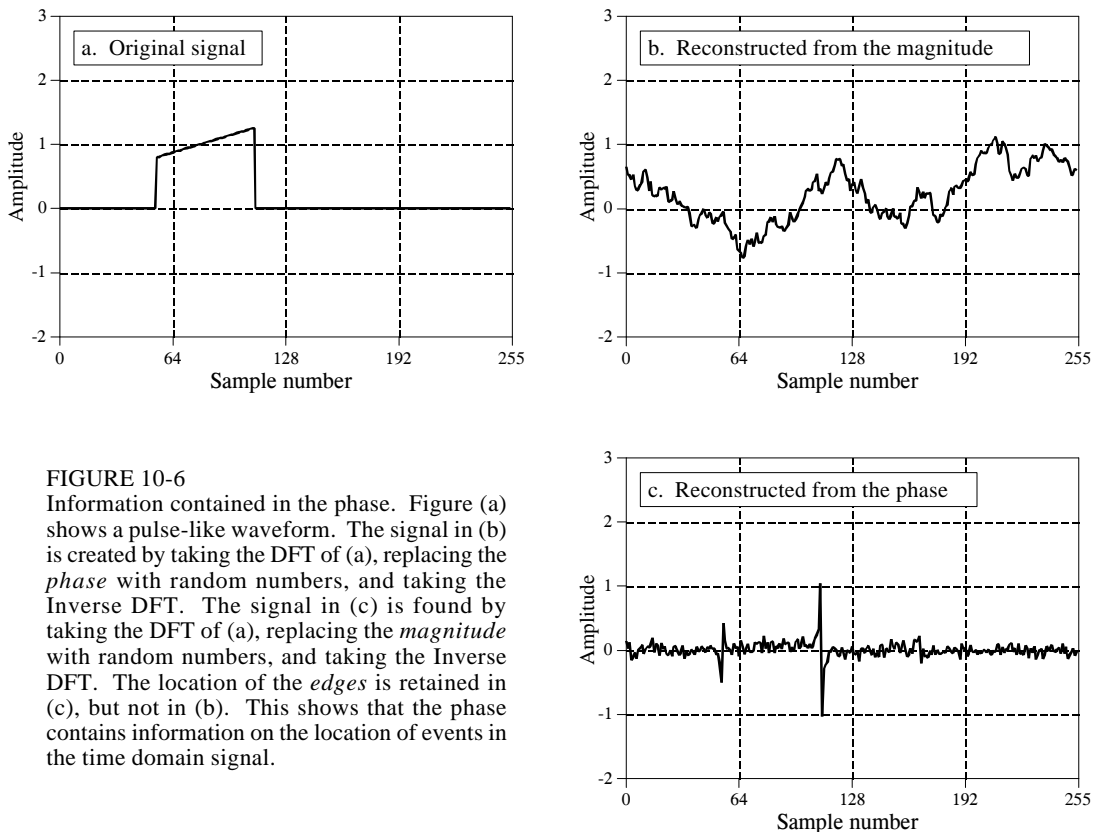 3
2
1
0
-1
-2
Amplitude
a. Original signal
0 64 128 192 255
Sample number
3
2
1
0
-1
-2
Amplitude
b. Reconstructed from the magnitude
0 64 128 192 255
Sample number
FIGURE 10-6
Information contained in the phase. Figure (a)
shows a pulse-like waveform. The signal in (b)
is created by taking the DFT of (a), replacing the
phase with random numbers, and taking the
Inverse DFT. The signal in (c) is found by
taking the DFT of (a), replacing the magnitude
with random numbers, and taking the Inverse
DFT. The location of the edges is retained in
(c), but not in (b). This shows that the phase
contains information on the location of events in
the time domain signal.
3
2
1
0
-1
-2
Amplitude
c. Reconstructed from the phase
0 64 128 192 255
Sample number